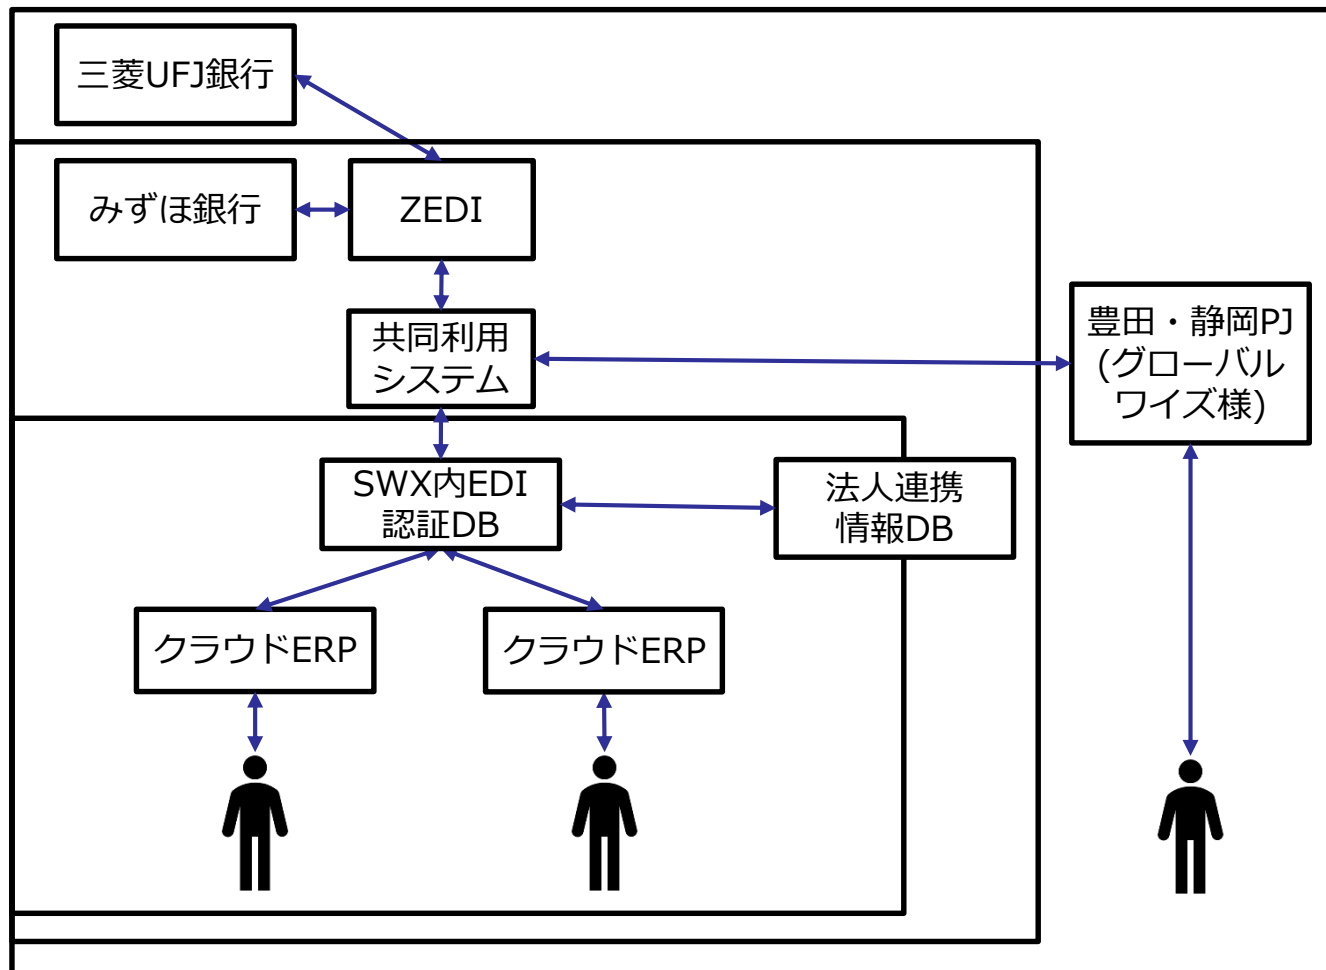 三菱UFJ銀行
みずほ銀行
ZEDI
共同利用
システム
豊田・静岡PJ
(グローバル
ワイズ様)
SWX内EDI
認証DB
法人連携
情報DB
クラウドERP
クラウドERP